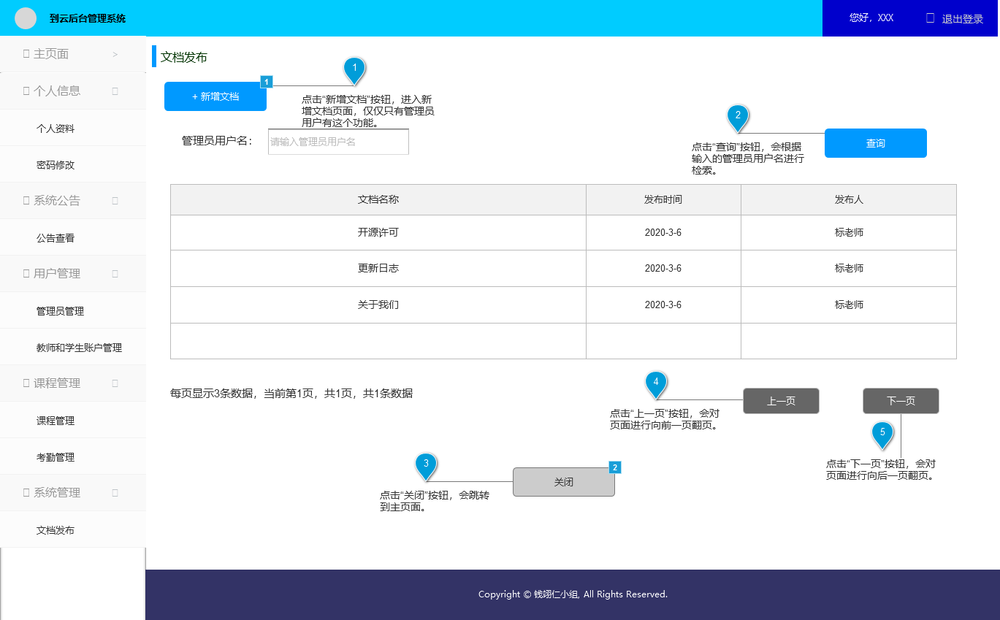 到云后台管理系统
您好，XXX
退出登录
主页面 >
个人信息
个人资料
密码修改
系统公告
公告查看
用户管理
管理员管理
教师和学生账户管理
课程管理
课程管理
考勤管理
系统管理
文档发布
文档发布
+ 新增文档
1
1
点击“新增文档”按钮，进入新
增文档页面，仅仅只有管理员
用户有这个功能。
管理员用户名：
请输入管理员用户名
2
点击“查询”按钮，会根据
输入的管理员用户名进行
检索。
查询
文档名称 发布时间 发布人
开源许可 2020-3-6 标老师
更新日志 2020-3-6 标老师
关于我们 2020-3-6 标老师
每页显示3条数据，当前第1页，共1页，共1条数据
4
点击“上一页”按钮，会对
页面进行向前一页翻页。
上一页
下一页
5
点击“下一页”按钮，会对
页面进行向后一页翻页。
3
点击“关闭”按钮，会跳转
到主页面。
关闭
2
Copyright © 钱翊仁小组, All Rights Reserved.